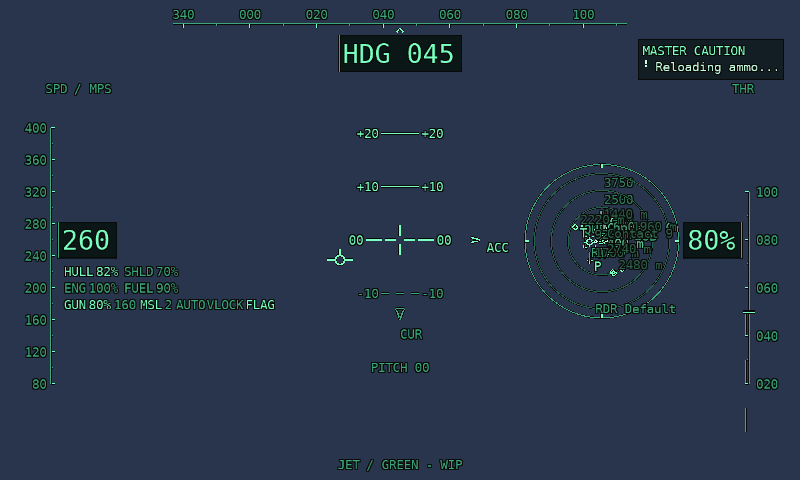 340 000 020 040 060 080 100
HDG 045
MASTER CAUTION
! Reloading ammo...
SPD / MPS
THR
400
360
320
280
240
200
160
120
80
260
HULL 82% SHLD 70%
ENG 100% FUEL 90%
GUN 80% 160 MSL 2 AUTO VLOCK FLAG
+20 +20
+10 +10
00 00
-10 -10
ACC
CUR
PITCH 00
3750
2500
1440 m
2480 m
P
RDR Default
80%
100
080
060
040
020
JET / GREEN - WIP